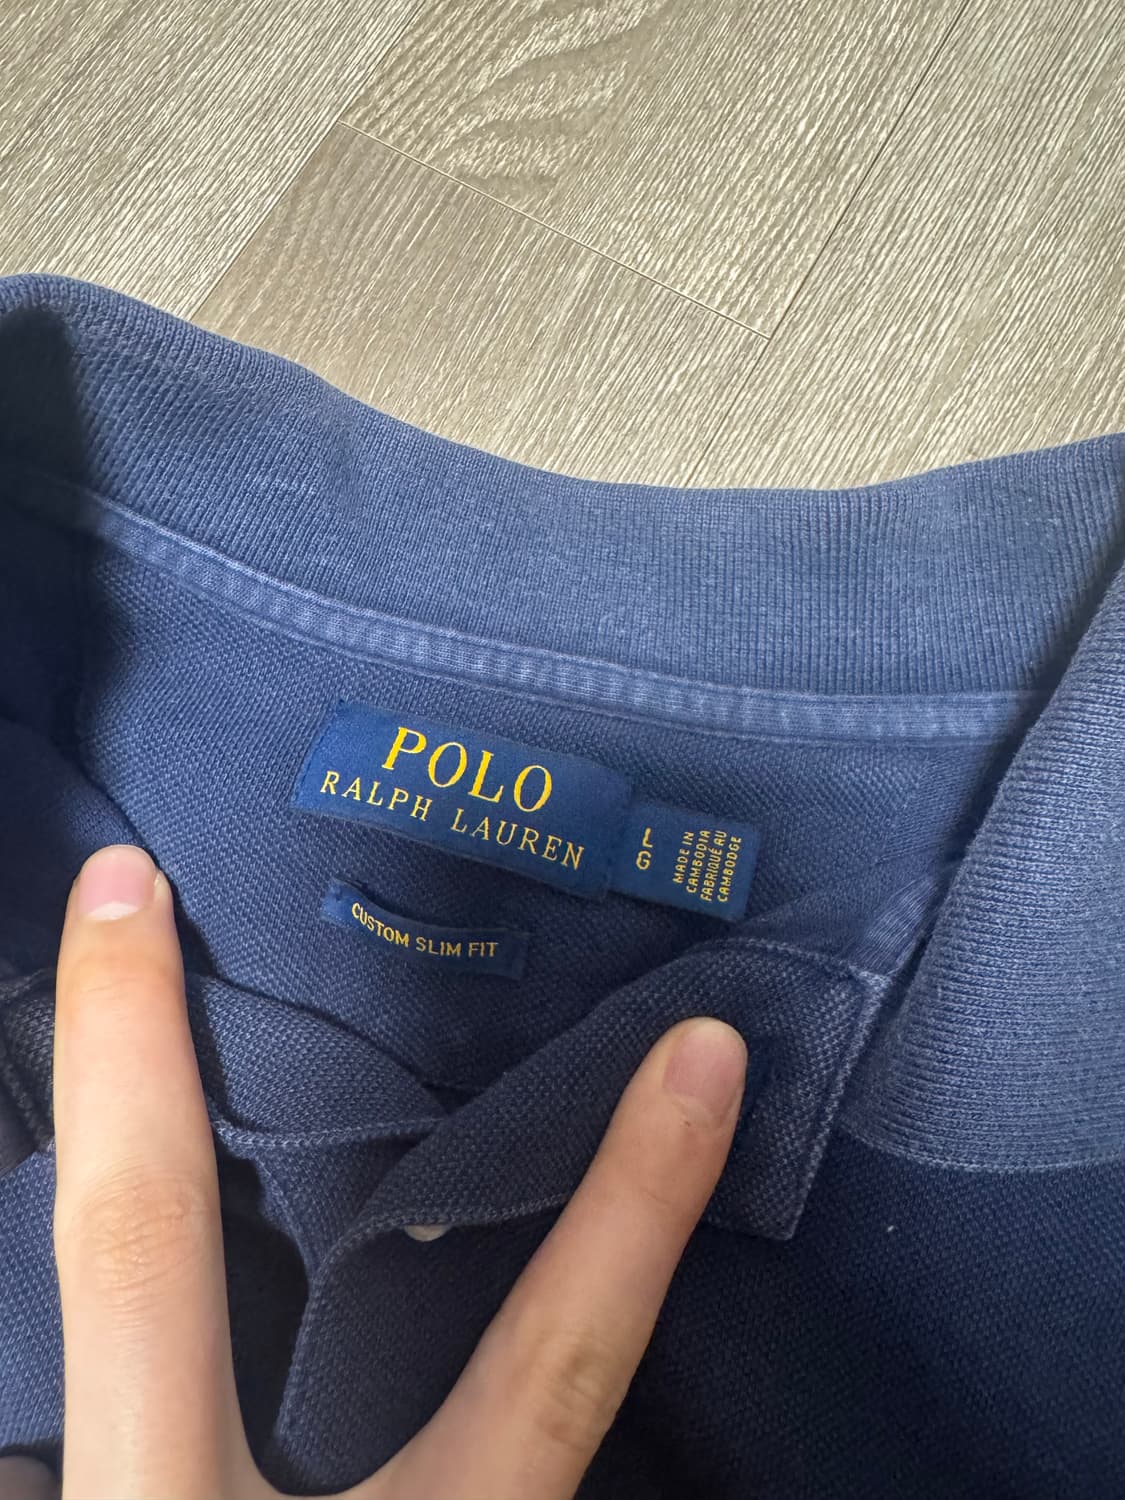 POLO
RALPH LAUREN
L
G
MADE IN
CAMBODIA
FABRIQUÉ AU
CAMBODGE
CUSTOM SLIM FIT